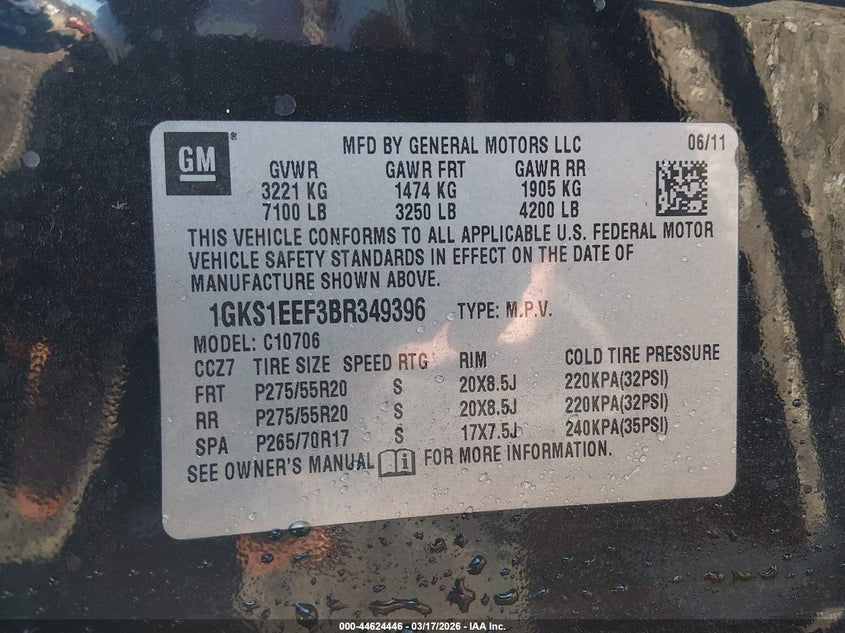 GM
MFD BY GENERAL MOTORS LLC 06/11
GVWR GAWR FRT GAWR RR
3221 KG 1474 KG 1905 KG
7100 LB 3250 LB 4200 LB
THIS VEHICLE CONFORMS TO ALL APPLICABLE U.S. FEDERAL MOTOR
VEHICLE SAFETY STANDARDS IN EFFECT ON THE DATE OF
MANUFACTURE SHOWN ABOVE.
1GKS1EEF3BR349396 TYPE: M.P.V.
MODEL: C10706
CCZ7 TIRE SIZE SPEED RTG RIM COLD TIRE PRESSURE
FRT P275/55R20 S 20X8.5J 220KPA(32PSI)
RR P275/55R20 S 20X8.5J 220KPA(32PSI)
SPA P265/70R17 S 17X7.5J 240KPA(35PSI)
SEE OWNER'S MANUAL FOR MORE INFORMATION.
000-44624446 - 03/17/2026 - IAA Inc.